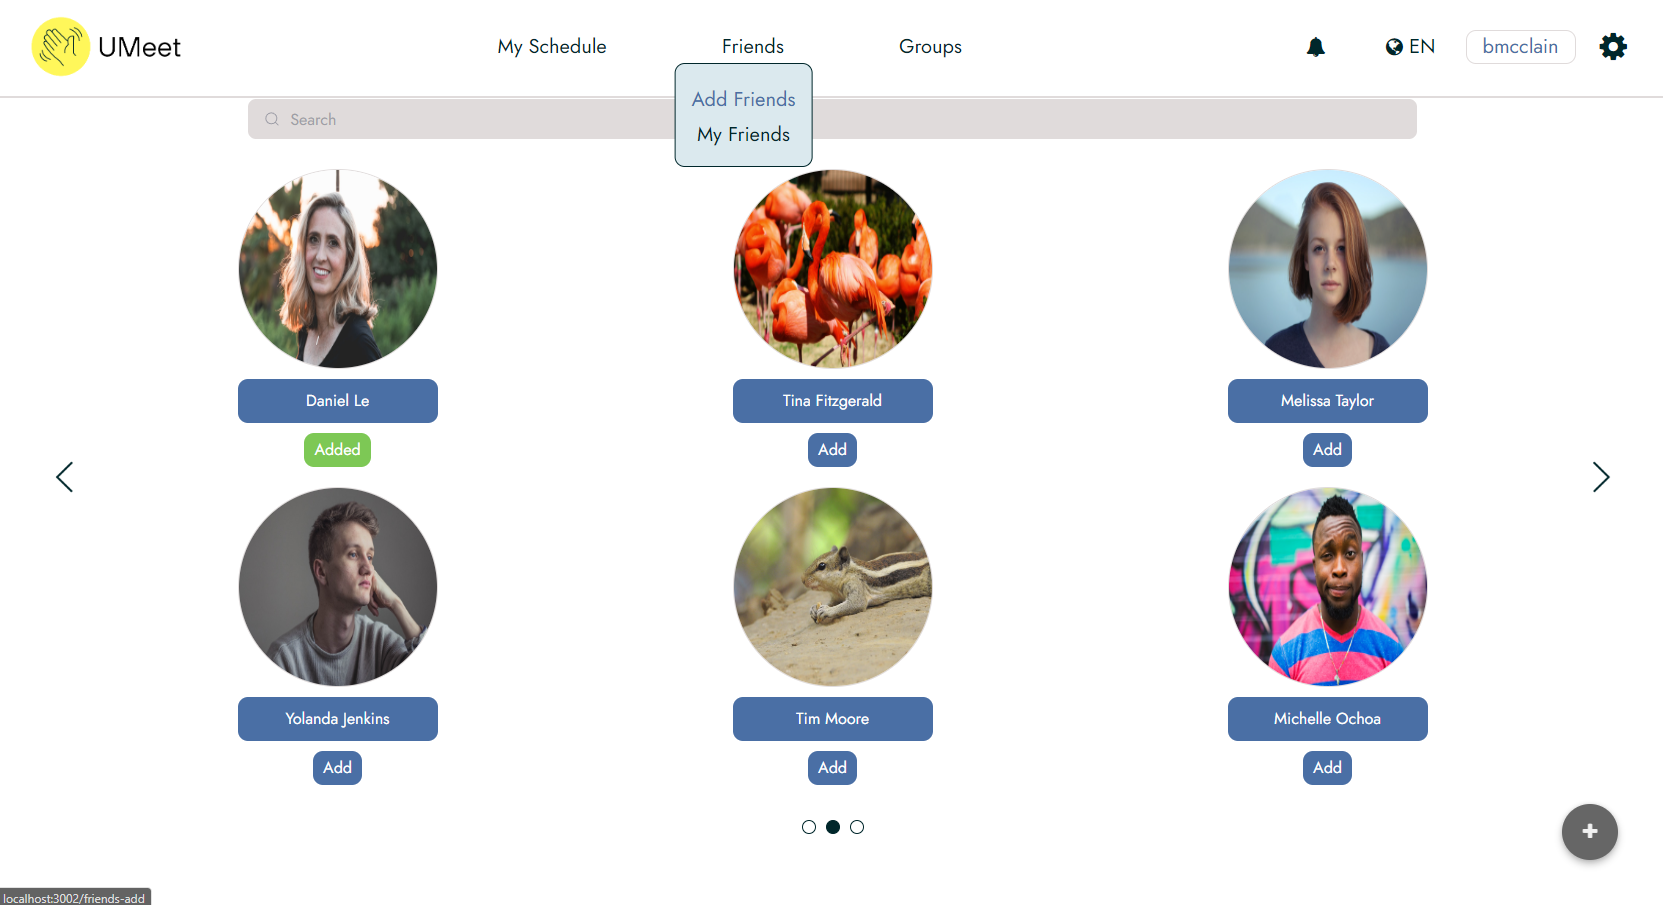 UMeet
My Schedule
Friends
Groups
EN
bmcclain
Add Friends
My Friends
Search
Daniel Le
Tina Fitzgerald
Melissa Taylor
Added
Add
Add
Yolanda Jenkins
Tim Moore
Michelle Ochoa
Add
Add
Add
localhost:3002/friends-add